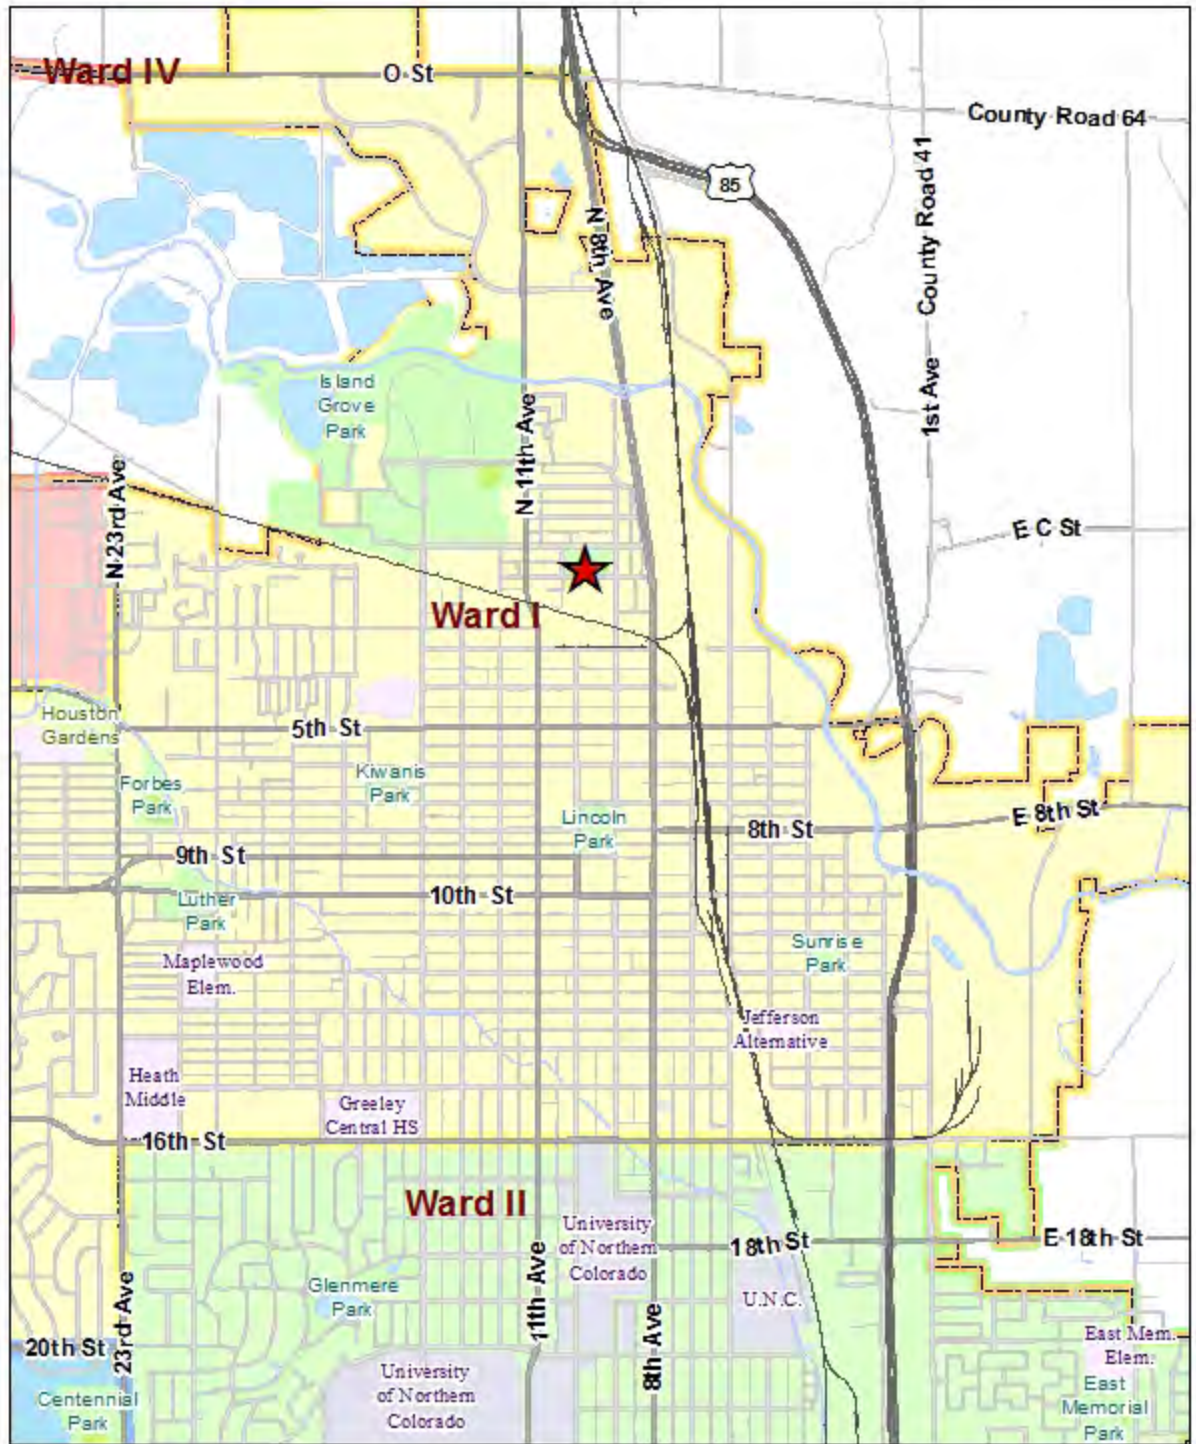 Ward IV
O St
County Road 64
85
County Road 41
N 8th Ave
Island
Grove
Park
N 11th Ave
1st Ave
N 23rd Ave
E C St
Ward I
Houston
Gardens
5th St
Forbes
Park
Kiwanis
Park
Lincoln
Park
8th St
E 8th St
9th St
10th St
Luther
Park
Maplewood
Elem.
Sunrise
Park
Jefferson
Alternative
Heath
Middle
Greeley
Central HS
16th St
Ward II
University
of Northern
Colorado
18th St
E 18th St
Glenmere
Park
U.N.C.
11th Ave
23rd Ave
8th Ave
20th St
East Mem.
Elem.
East
Memorial
Park
University
of Northern
Colorado
Centennial
Park